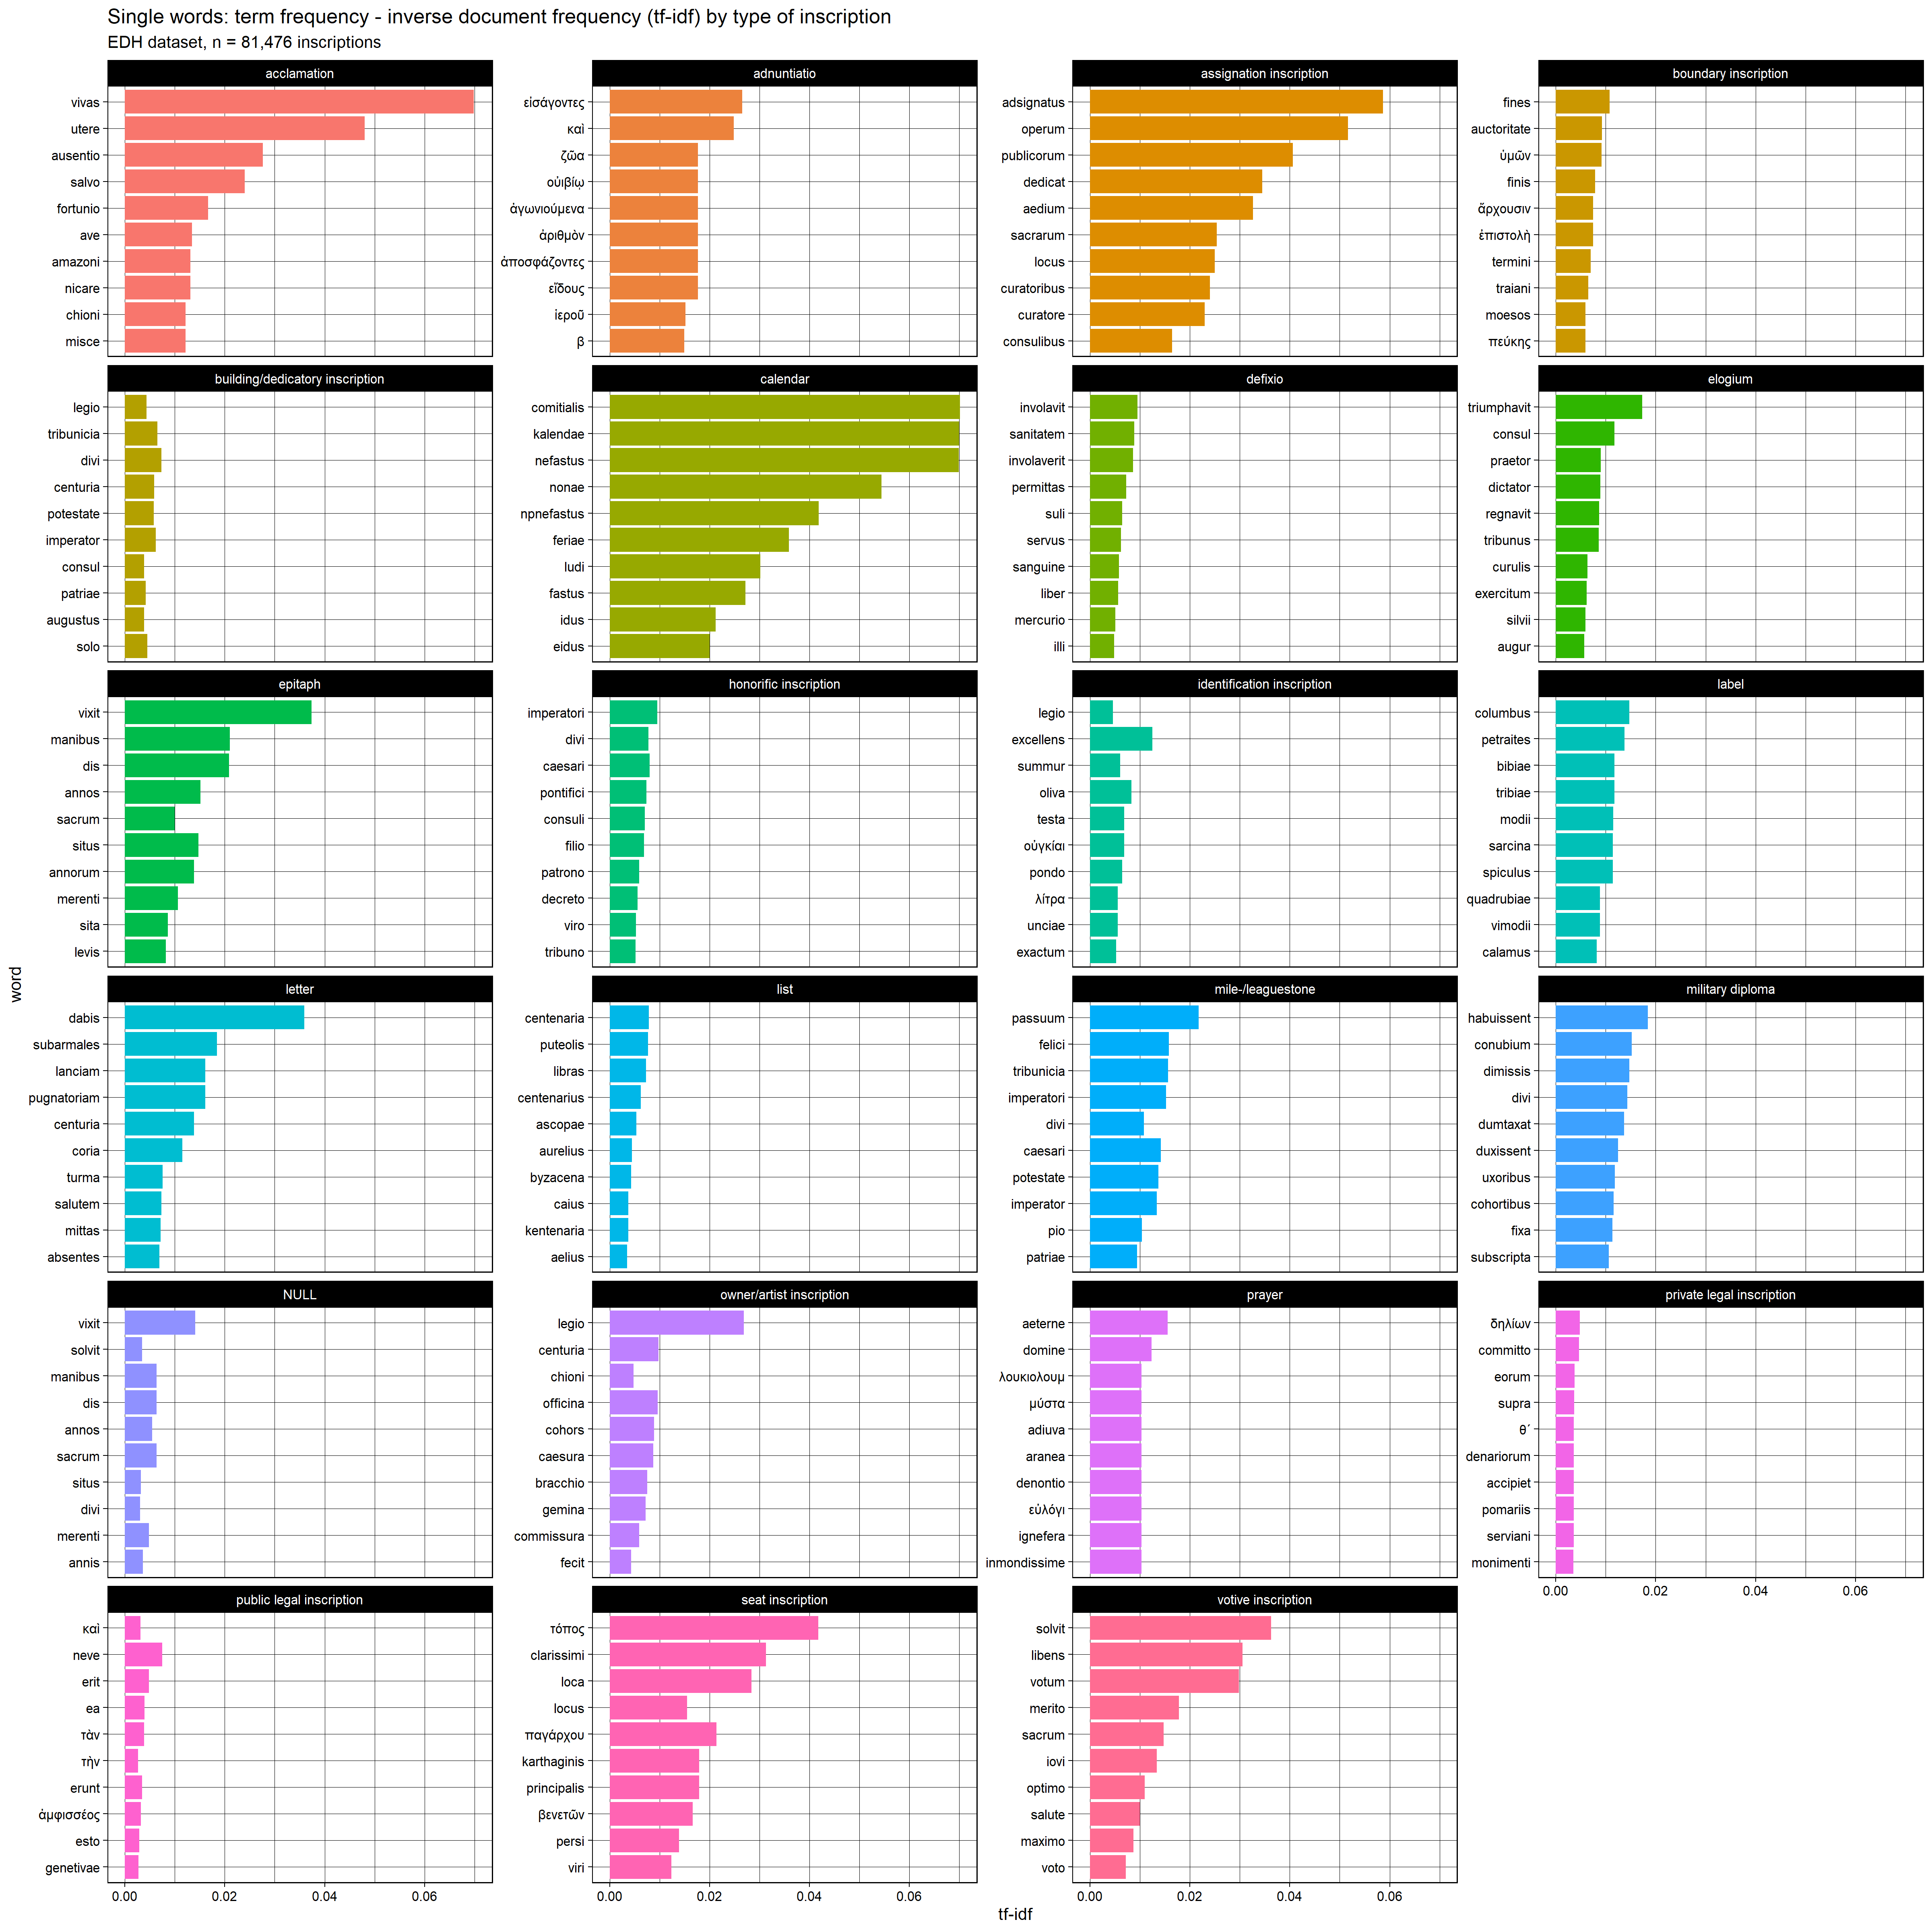 Single words: term frequency - inverse document frequency (tf-idf) by type of inscription
EDH dataset, n = 81,476 inscriptions
word
acclamation
vivas
utere
ausentio
salvo
fortunio
ave
amazoni
nicare
chioni
misce
adnuntiatio
εἰσάγοντες
καὶ
ζῶα
οὐιβίῳ
ἀγωνιούμενα
ἀριθμὸν
ἀποσφάζοντες
εἴδους
ἱεροῦ
β
assignation inscription
adsignatus
operum
publicorum
dedicat
aedium
sacrarum
locus
curatoribus
curatore
consulibus
boundary inscription
fines
auctoritate
ὑμῶν
finis
ἄρχουσιν
ἐπιστολὴ
termini
traiani
moesos
πεύκης
building/dedicatory inscription
legio
tribunicia
divi
centuria
potestate
imperator
consul
patriae
augustus
solo
calendar
comitialis
kalendae
nefastus
nonae
npnefastus
feriae
ludi
fastus
idus
eidus
defixio
involavit
sanitatem
involaverit
permittas
suli
servus
sanguine
liber
mercurio
illi
elogium
triumphavit
consul
praetor
dictator
regnavit
tribunus
curulis
exercitum
silvii
augur
epitaph
vixit
manibus
dis
annos
sacrum
situs
annorum
merenti
sita
levis
honorific inscription
imperatori
divi
caesari
pontifici
consuli
filio
patrono
decreto
viro
tribuno
identification inscription
legio
excellens
summur
oliva
testa
οὐγκίαι
pondo
λίτρα
unciae
exactum
label
columbus
petraites
bibiae
tribiae
modii
sarcina
spiculus
quadrubiae
vimodii
calamus
letter
dabis
subarmales
lanciam
pugnatoriam
centuria
coria
turma
salutem
mittas
absentes
list
centenaria
puteolis
libras
centenarius
ascopae
aurelius
byzacena
caius
kentenaria
aelius
mile-/leaguestone
passuum
felici
tribunicia
imperatori
divi
caesari
potestate
imperator
pio
patriae
military diploma
habuissent
conubium
dimissis
divi
dumtaxat
duxissent
uxoribus
cohortibus
fixa
subscripta
NULL
vixit
solvit
manibus
dis
annos
sacrum
situs
divi
merenti
annis
owner/artist inscription
legio
centuria
chioni
officina
cohors
caesura
bracchio
gemina
commissura
fecit
prayer
aeterne
domine
λουκιολουμ
μύστα
adiuva
aranea
denontio
εὐλόγι
ignefera
inmondissime
private legal inscription
δηλίων
committo
eorum
supra
θ΄
denariorum
accipiet
pomariis
serviani
monimenti
0.00 0.02 0.04 0.06
public legal inscription
καὶ
neve
erit
ea
τὰν
τὴν
erunt
ἀμφισσέος
esto
genetivae
0.00 0.02 0.04 0.06
seat inscription
τόπος
clarissimi
loca
locus
παγάρχου
karthaginis
principalis
βενετῶν
persi
viri
0.00 0.02 0.04 0.06
votive inscription
solvit
libens
votum
merito
sacrum
iovi
optimo
salute
maximo
voto
0.00 0.02 0.04 0.06
tf-idf